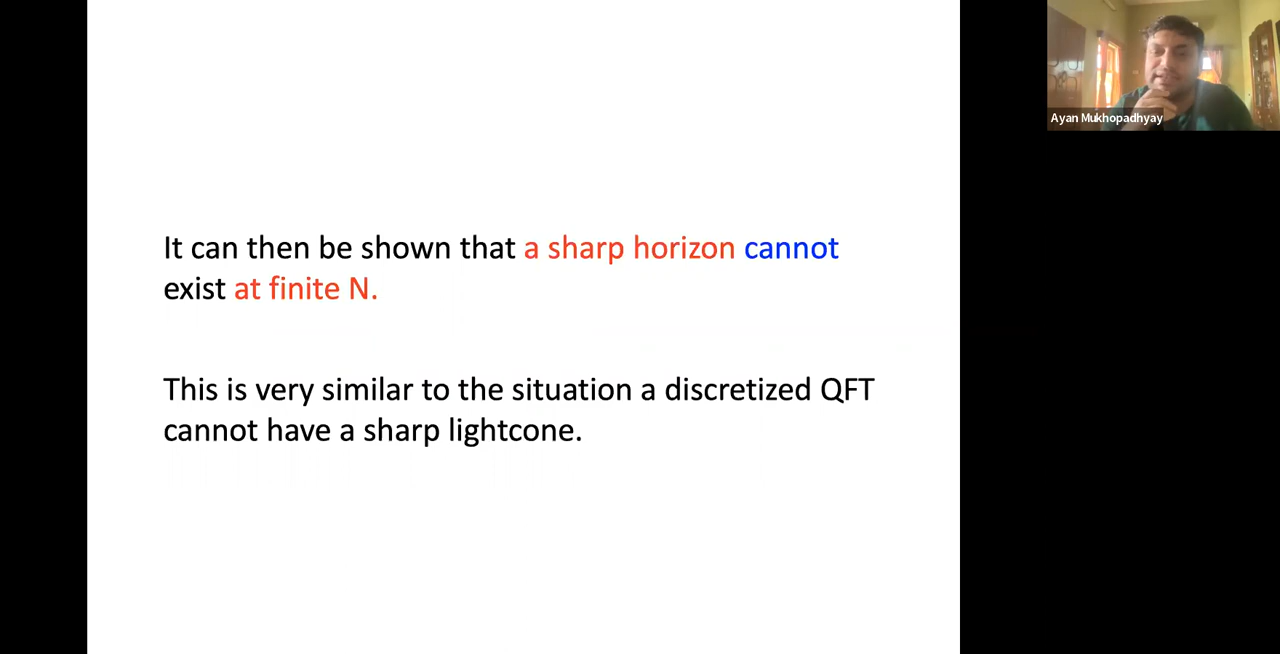 Ayan Mukhopadhyay
It can then be shown that a sharp horizon cannot
exist at finite N.
This is very similar to the situation a discretized QFT
cannot have a sharp lightcone.